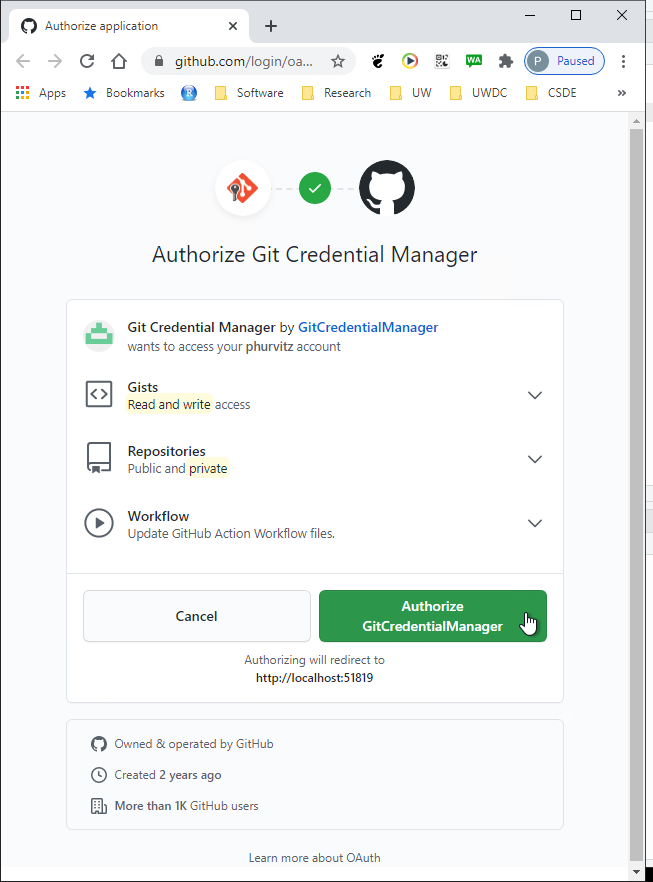 Authorize application
github.com/login/oa...
WA
P Paused
Apps
Bookmarks
R
Software
Research
UW
UWDC
CSDE
»
Authorize Git Credential Manager
Git Credential Manager by GitCredentialManager
wants to access your phurvitz account
Gists
Read and write access
Repositories
Public and private
Workflow
Update GitHub Action Workflow files.
Cancel
Authorize
GitCredentialManager
Authorizing will redirect to
http://localhost:51819
Owned & operated by GitHub
Created 2 years ago
More than 1K GitHub users
Learn more about OAuth